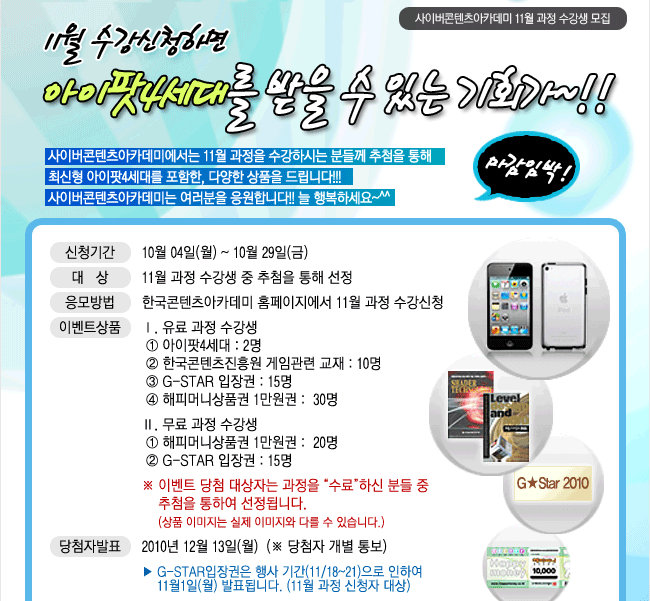 사이버콘텐츠아카데미 11월 과정 수강생 모집
11월 수강신청하면
아이팟4세대를 받을 수 있는 기회가~!!
사이버콘텐츠아카데미에서는 11월 과정을 수강하시는 분들께 추첨을 통해
최신형 아이팟4세대를 포함한, 다양한 상품을 드립니다!!!
사이버콘텐츠아카데미는 여러분을 응원합니다!! 늘 행복하세요~^^
마감임박!
신청기간 10월 04일(월) ~ 10월 29일(금)
대 상 11월 과정 수강생 중 추첨을 통해 선정
응모방법 한국콘텐츠아카데미 홈페이지에서 11월 과정 수강신청
이벤트상품 Ⅰ. 유료 과정 수강생
① 아이팟4세대 : 2명
② 한국콘텐츠진흥원 게임관련 교재 : 10명
③ G-STAR 입장권 : 15명
④ 해피머니상품권 1만원권 : 30명
Ⅱ. 무료 과정 수강생
① 해피머니상품권 1만원권 : 20명
② G-STAR 입장권 : 15명
※ 이벤트 당첨 대상자는 과정을 “수료”하신 분들 중
추첨을 통하여 선정됩니다.
(상품 이미지는 실제 이미지와 다를 수 있습니다.)
당첨자발표 2010년 12월 13일(월) (※ 당첨자 개별 통보)
▶ G-STAR입장권은 행사 기간(11/18~21)으로 인하여
11월1일(월) 발표됩니다. (11월 과정 신청자 대상)
iPod
SHADER
Level
and
G★Star 2010
Happy
money
10,000